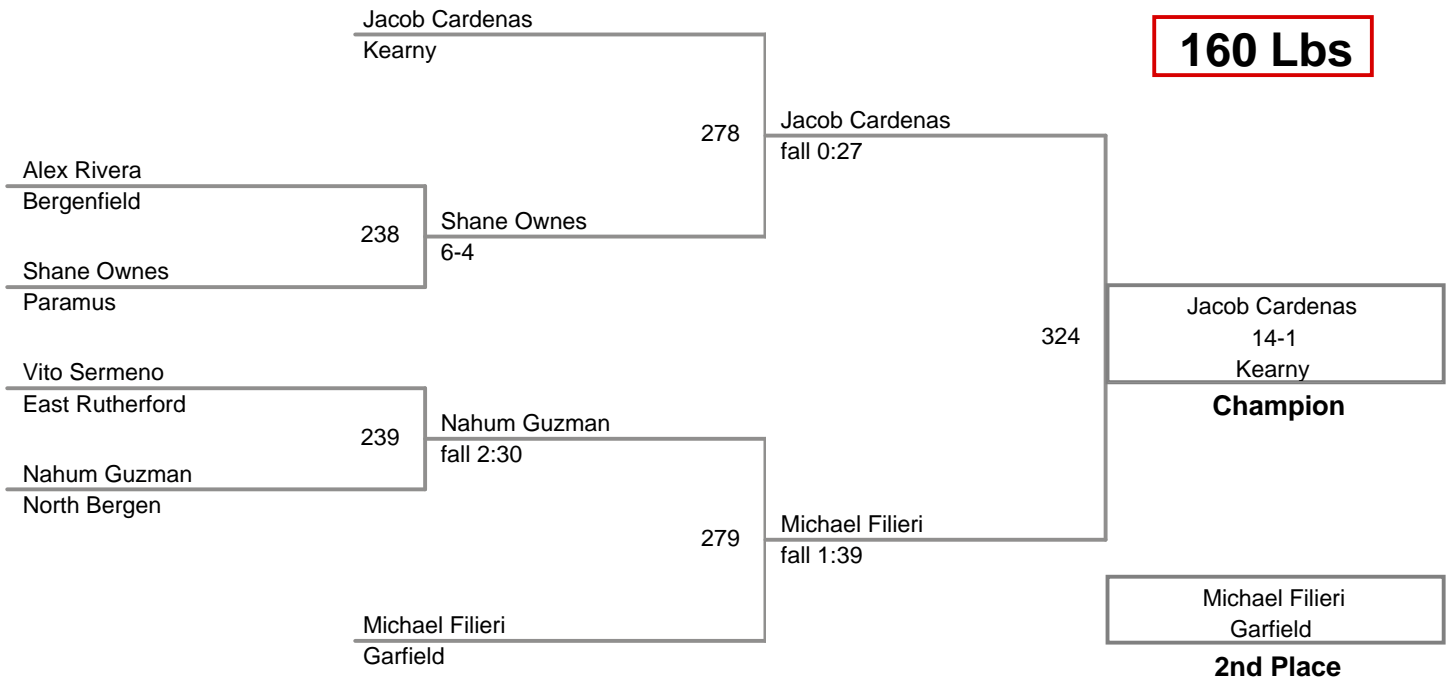 Jacob Cardenas
Kearny
160 Lbs
278
Jacob Cardenas
fall 0:27
Alex Rivera
Bergenfield
238
Shane Ownes
6-4
Shane Ownes
Paramus
324
Jacob Cardenas
14-1
Kearny
Champion
Vito Sermeno
East Rutherford
239
Nahum Guzman
fall 2:30
Nahum Guzman
North Bergen
279
Michael Filieri
fall 1:39
Michael Filieri
Garfield
Michael Filieri
Garfield
2nd Place